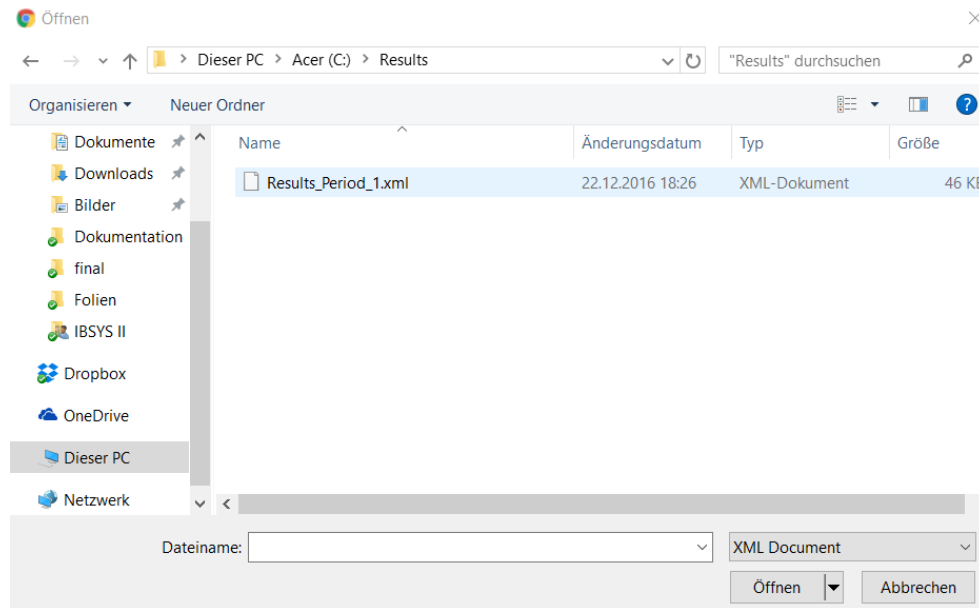 Öffnen
Dieser PC > Acer (C:) > Results
"Results" durchsuchen
Organisieren
Neuer Ordner
?
Name
Änderungsdatum
Typ
Größe
Results_Period_1.xml
22.12.2016 18:26
XML-Dokument
46 KE
Dokumente
Downloads
Bilder
Dokumentation
final
Folien
IBSYS II
Dropbox
OneDrive
Dieser PC
Netzwerk
Dateiname:
XML Document
Öffnen
Abbrechen